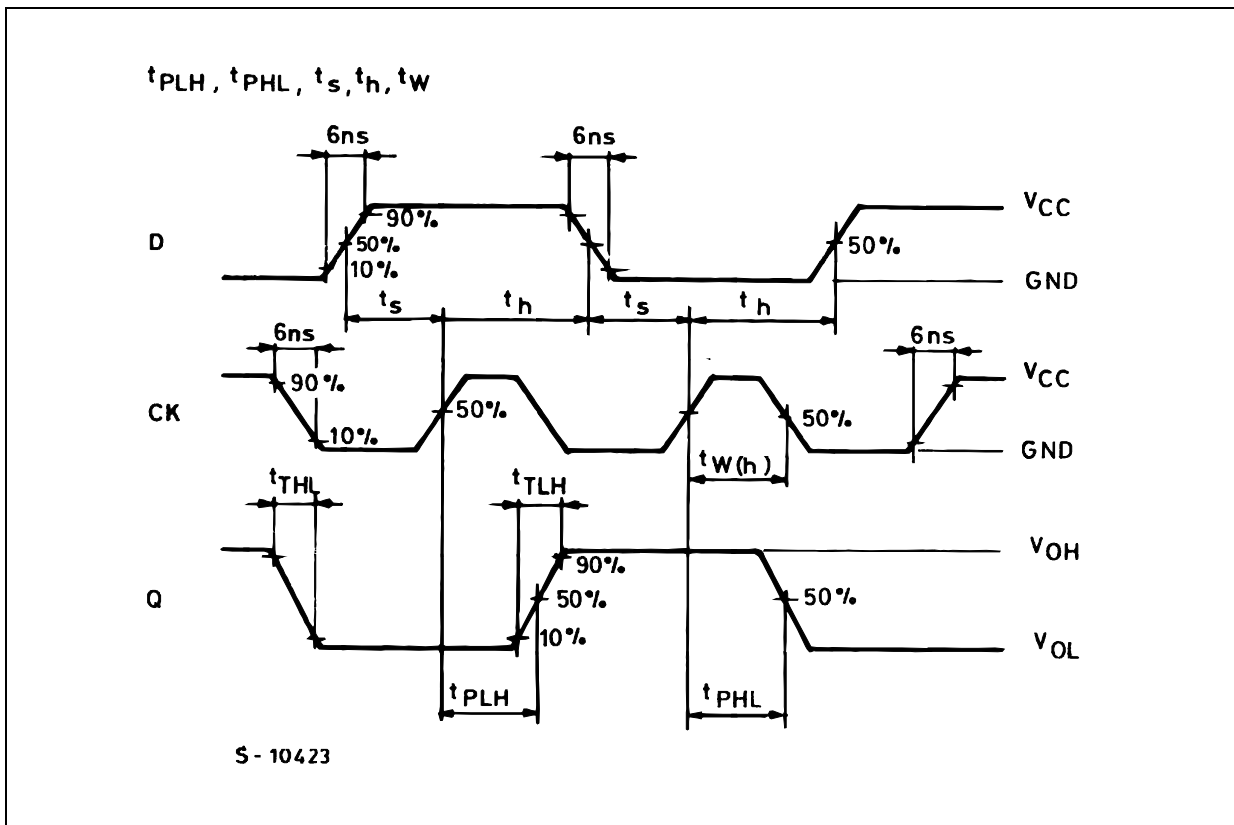 tPLH, tPHL, ts, th, tW
6ns 6ns
90%
VCC
D 50% 50%
10%
GND
ts th ts th
6ns 6ns
90%
VCC
CK 50% 50%
10%
GND
tW(h)
tTHL tTLH
VOH
90%
Q 50% 50%
10%
VOL
tPLH tPHL
S-10423